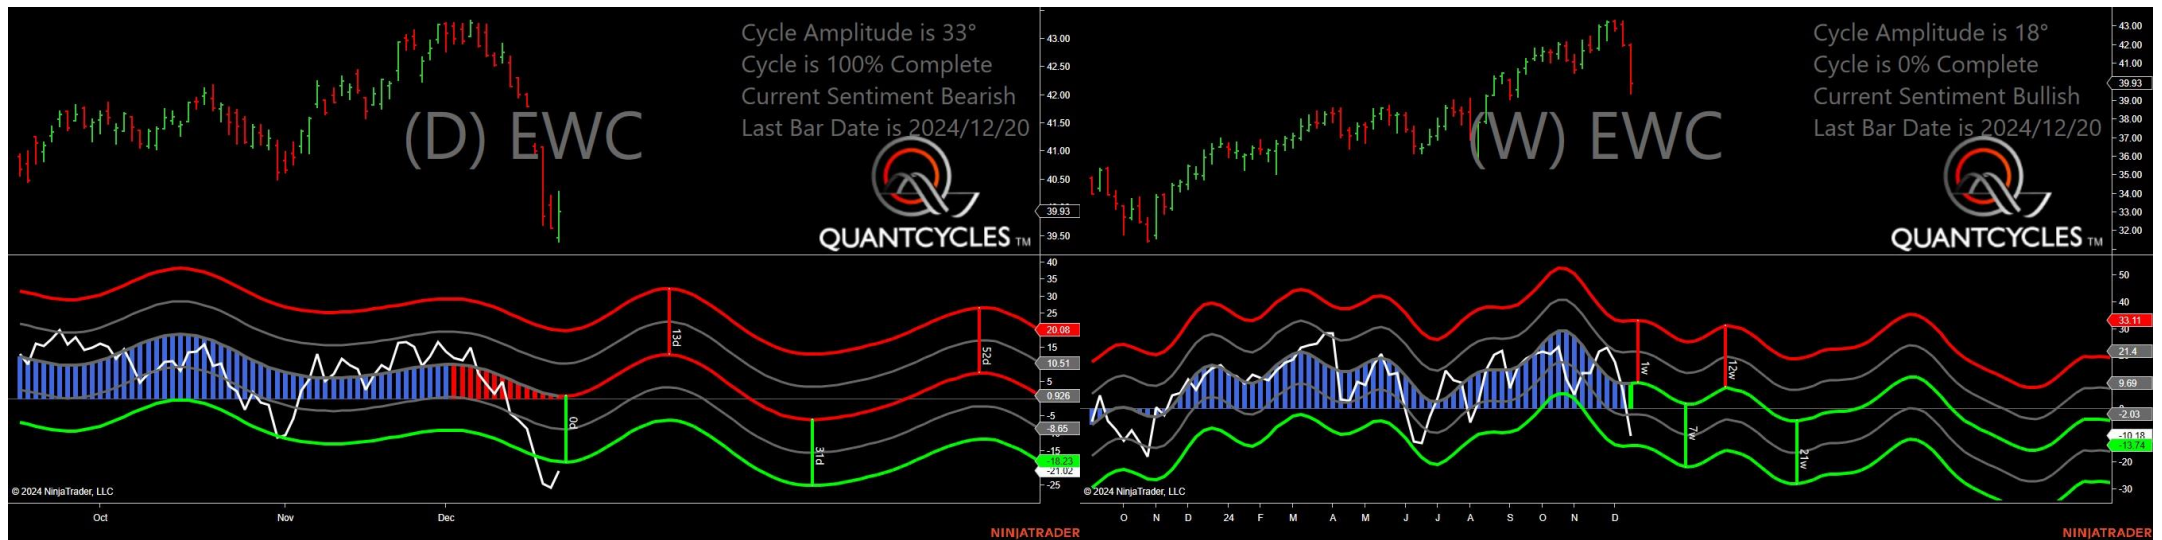 Cycle Amplitude is 33°
Cycle is 100% Complete
Current Sentiment Bearish
Last Bar Date is 2024/12/20
(D) EWC
QUANTCYCLES TM
43.00
42.50
42.00
41.50
41.00
40.50
39.93
39.50
40
35
30
25
20.08
15
10.51
5
0.926
-5
-8.65
-15
-18.23
-21.02
-25
13d
52d
0d
31d
© 2024 NinjaTrader, LLC
Oct
Nov
Dec
NINJATRADER
Cycle Amplitude is 18°
Cycle is 0% Complete
Current Sentiment Bullish
Last Bar Date is 2024/12/20
(W) EWC
QUANTCYCLES TM
43.00
42.00
41.00
39.93
39.00
38.00
37.00
36.00
35.00
34.00
33.00
32.00
50
40
33.11
30
21.4
9.69
-2.03
-10.18
-13.74
-20
-30
1w
12w
7w
21w
© 2024 NinjaTrader, LLC
O N D 24 F M A M J J A S O N D
NINJATRADER